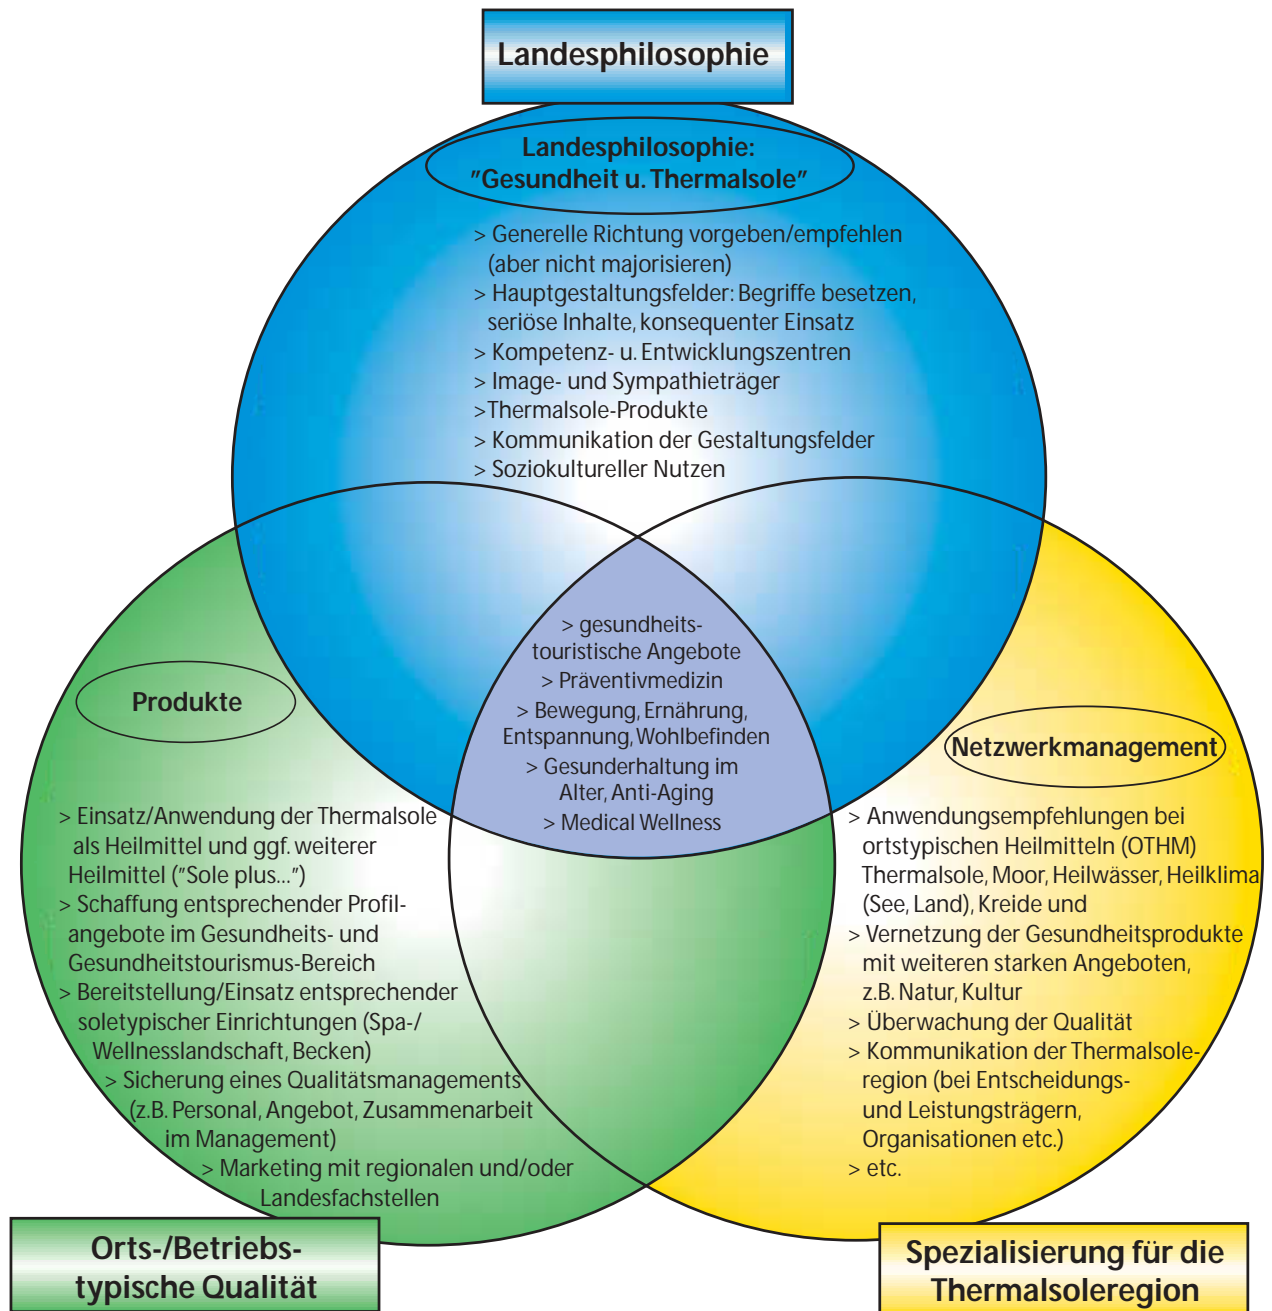 Landesphilosophie
Landesphilosophie:
"Gesundheit u. Thermalsole"
> Generelle Richtung vorgeben/empfehlen
(aber nicht majorisieren)
> Hauptgestaltungsfelder: Begriffe besetzen,
seriöse Inhalte, konsequenter Einsatz
> Kompetenz- u. Entwicklungszentren
> Image- und Sympathieträger
>Thermalsole-Produkte
> Kommunikation der Gestaltungsfelder
> Soziokultureller Nutzen
> gesundheits-
touristische Angebote
> Präventivmedizin
> Bewegung, Ernährung,
Entspannung, Wohlbefinden
> Gesunderhaltung im
Alter, Anti-Aging
> Medical Wellness
Produkte
> Einsatz/Anwendung der Thermalsole
als Heilmittel und ggf. weiterer
Heilmittel ("Sole plus...")
> Schaffung entsprechender Profil-
angebote im Gesundheits- und
Gesundheitstourismus-Bereich
> Bereitstellung/Einsatz entsprechender
soletypischer Einrichtungen (Spa-/
Wellnesslandschaft, Becken)
> Sicherung eines Qualitätsmanagements
(z.B. Personal, Angebot, Zusammenarbeit
im Management)
> Marketing mit regionalen und/oder
Landesfachstellen
Netzwerkmanagement
> Anwendungsempfehlungen bei
ortstypischen Heilmitteln (OTHM)
Thermalsole, Moor, Heilwässer, Heilklima
(See, Land), Kreide und
> Vernetzung der Gesundheitsprodukte
mit weiteren starken Angeboten,
z.B. Natur, Kultur
> Überwachung der Qualität
> Kommunikation der Thermalsole-
region (bei Entscheidungs-
und Leistungsträgern,
Organisationen etc.)
> etc.
Orts-/Betriebs-
typische Qualität
Spezialisierung für die
Thermalsoleregion